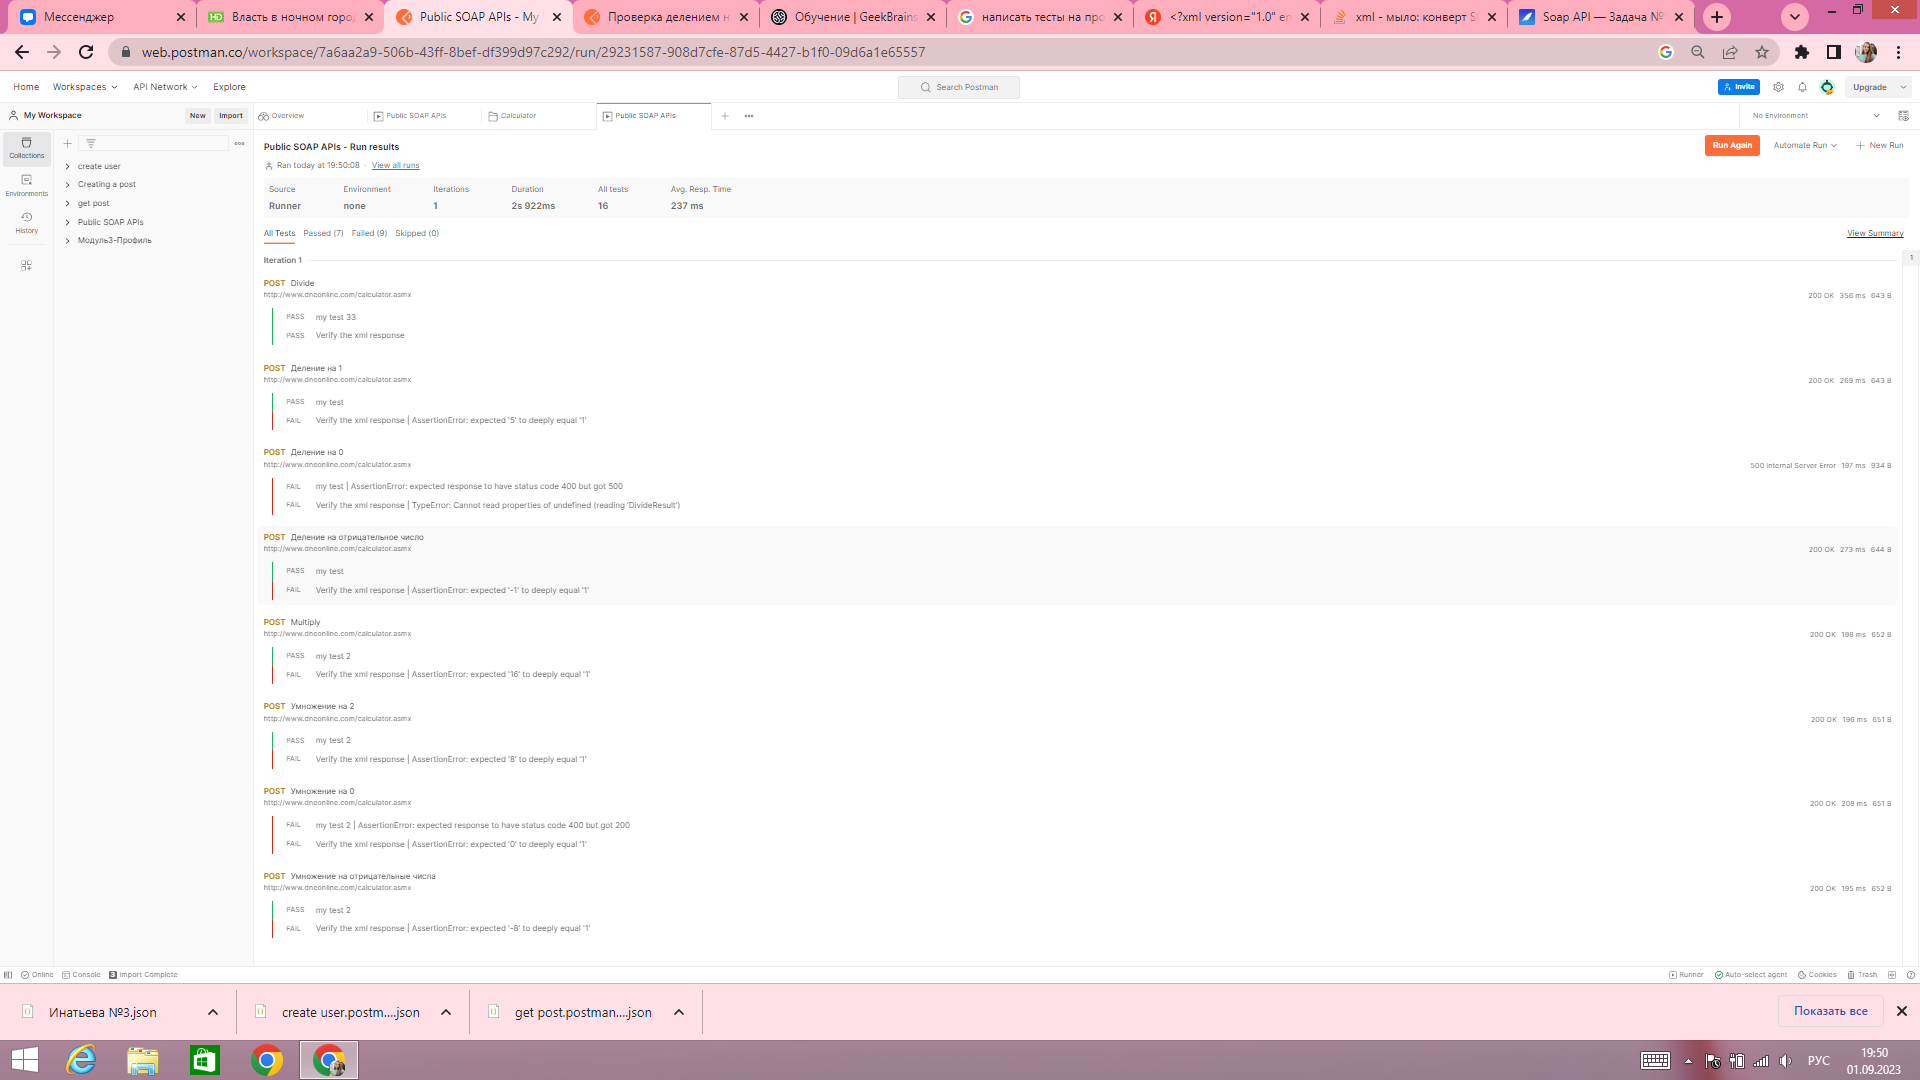 Мессенджер
Власть в ночном горо
Public SOAP APIs - My
Проверка делением н
Обучение | GeekBrains
написать тесты на про
<?xml version="1.0" en
xml - мыло: конверт SO
Soap API — Задача №
web.postman.co/workspace/7a6aa2a9-506b-43ff-8bef-df399d97c292/run/29231587-908d7cfe-87d5-4427-b1f0-09d6a1e65557
Home Workspaces API Network Explore
Search Postman
Invite
Upgrade
My Workspace
New Import
Overview
Public SOAP APIs
Calculator
Public SOAP APIs
No Environment
Collections
Environments
History
create user
Creating a post
get post
Public SOAP APIs
Модуль3-Профиль
Public SOAP APIs - Run results
Run Again Automate Run New Run
Ran today at 19:50:08 · View all runs
Source Environment Iterations Duration All tests Avg. Resp. Time
Runner none 1 2s 922ms 16 237 ms
All Tests Passed (7) Failed (9) Skipped (0)
View Summary
Iteration 1
1
POST Divide
http://www.dneonline.com/calculator.asmx
200 OK 356 ms 643 B
PASS my test 33
PASS Verify the xml response
POST Деление на 1
http://www.dneonline.com/calculator.asmx
200 OK 269 ms 643 B
PASS my test
FAIL Verify the xml response | AssertionError: expected '5' to deeply equal '1'
POST Деление на 0
http://www.dneonline.com/calculator.asmx
500 Internal Server Error 197 ms 934 B
FAIL my test | AssertionError: expected response to have status code 400 but got 500
FAIL Verify the xml response | TypeError: Cannot read properties of undefined (reading 'DivideResult')
POST Деление на отрицательное число
http://www.dneonline.com/calculator.asmx
200 OK 273 ms 644 B
PASS my test
FAIL Verify the xml response | AssertionError: expected '-1' to deeply equal '1'
POST Multiply
http://www.dneonline.com/calculator.asmx
200 OK 198 ms 652 B
PASS my test 2
FAIL Verify the xml response | AssertionError: expected '16' to deeply equal '1'
POST Умножение на 2
http://www.dneonline.com/calculator.asmx
200 OK 196 ms 651 B
PASS my test 2
FAIL Verify the xml response | AssertionError: expected '8' to deeply equal '1'
POST Умножение на 0
http://www.dneonline.com/calculator.asmx
200 OK 208 ms 651 B
FAIL my test 2 | AssertionError: expected response to have status code 400 but got 200
FAIL Verify the xml response | AssertionError: expected '0' to deeply equal '1'
POST Умножение на отрицательные числа
http://www.dneonline.com/calculator.asmx
200 OK 195 ms 652 B
PASS my test 2
FAIL Verify the xml response | AssertionError: expected '-8' to deeply equal '1'
Online Console Import Complete
Runner Auto-select agent Cookies Trash
Инатьева №3.json
create user.postm....json
get post.postman....json
Показать все
РУС
19:50
01.09.2023